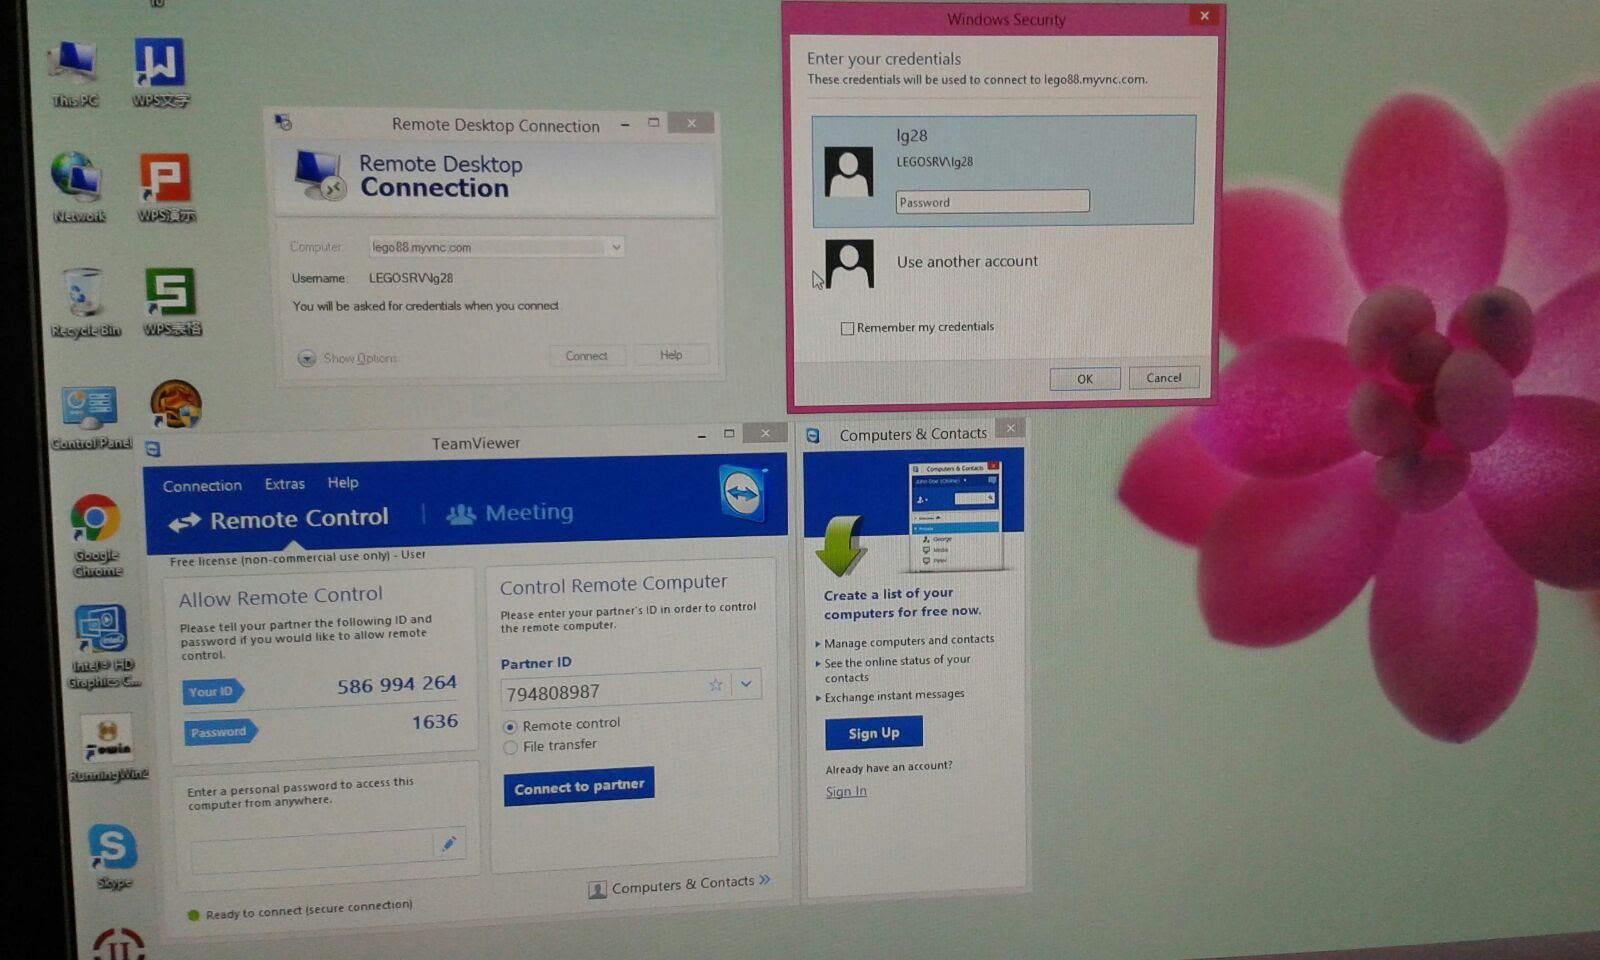 This PC
WPS文字
Network
WPS演示
Recycle Bin
WPS表格
Control Panel
Google
Chrome
Intel® HD
Graphics C...
Skype
Remote Desktop Connection
Remote Desktop
Connection
Computer:
lego88.myvnc.com
Username:
LEGOSRV\lg28
You will be asked for credentials when you connect.
Show Options
Connect
Help
Windows Security
Enter your credentials
These credentials will be used to connect to lego88.myvnc.com.
lg28
LEGOSRV\lg28
Password
Use another account
Remember my credentials
OK
Cancel
TeamViewer
Connection Extras Help
Remote Control
Meeting
Free license (non-commercial use only) - User
Allow Remote Control
Please tell your partner the following ID and
password if you would like to allow remote
control.
Your ID
586 994 264
Password
1636
Enter a personal password to access this
computer from anywhere.
Ready to connect (secure connection)
Control Remote Computer
Please enter your partner's ID in order to control
the remote computer.
Partner ID
794808987
Remote control
File transfer
Connect to partner
Computers & Contacts »
Computers & Contacts
Computers & Contacts
Create a list of your
computers for free now.
Manage computers and contacts
See the online status of your
contacts
Exchange instant messages
Sign Up
Already have an account?
Sign In